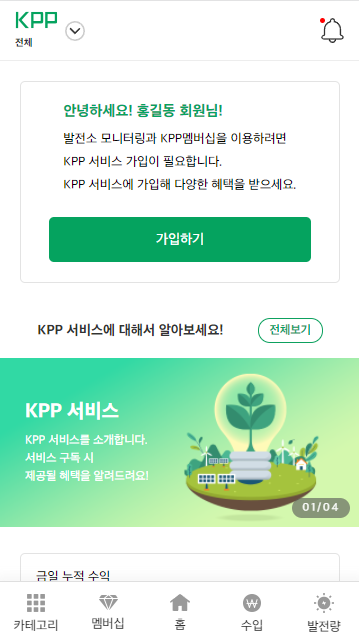 KPP
전체
안녕하세요! 홍길동 회원님!
발전소 모니터링과 KPP멤버십을 이용하려면
KPP 서비스 가입이 필요합니다.
KPP 서비스에 가입해 다양한 혜택을 받으세요.
가입하기
KPP 서비스에 대해서 알아보세요!
전체보기
KPP 서비스
KPP 서비스를 소개합니다.
서비스 구독 시
제공될 혜택을 알려드려요!
01/04
금일 누적 수익
카테고리
멤버십
홈
수입
발전량